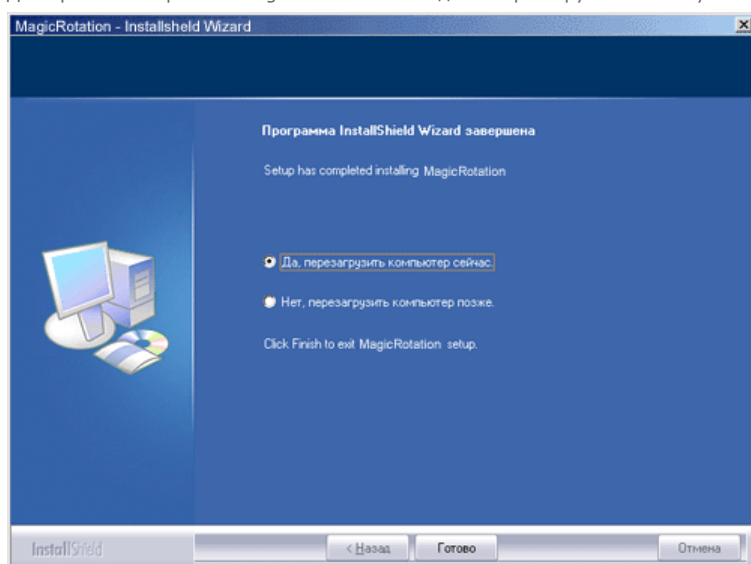 MagicRotation - Installsheld Wizard
Программа InstallShield Wizard завершена
Setup has completed installing MagicRotation
Да, перезагрузить компьютер сейчас.
Нет, перезагрузить компьютер позже.
Click Finish to exit MagicRotation setup.
InstallShield
< Назад Готово Отмена